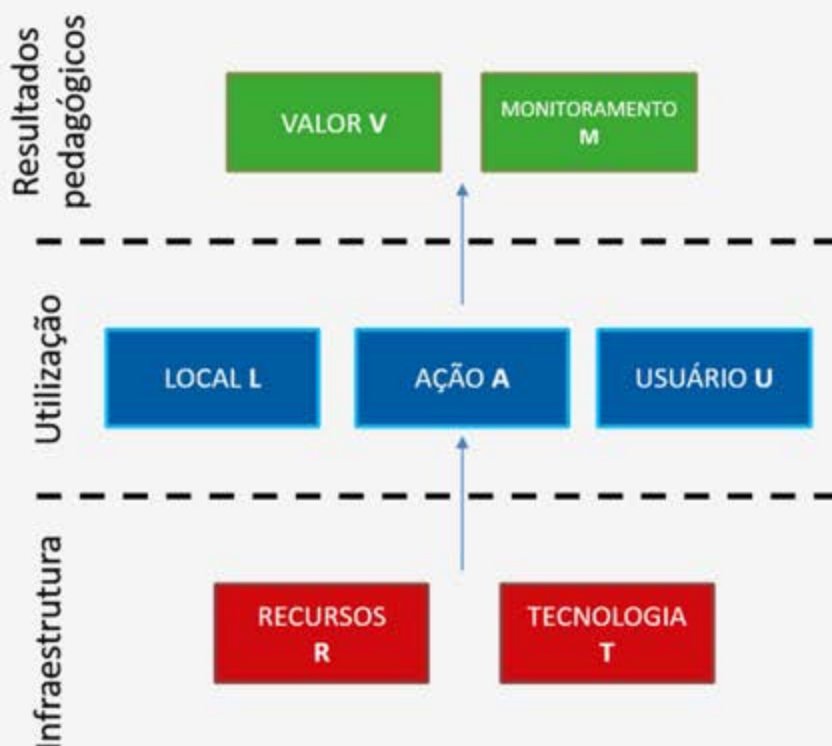 Resultados
pedagógicos
VALOR V
MONITORAMENTO
M
Utilização
LOCAL L
AÇÃO A
USUÁRIO U
Infraestrutura
RECURSOS
R
TECNOLOGIA
T